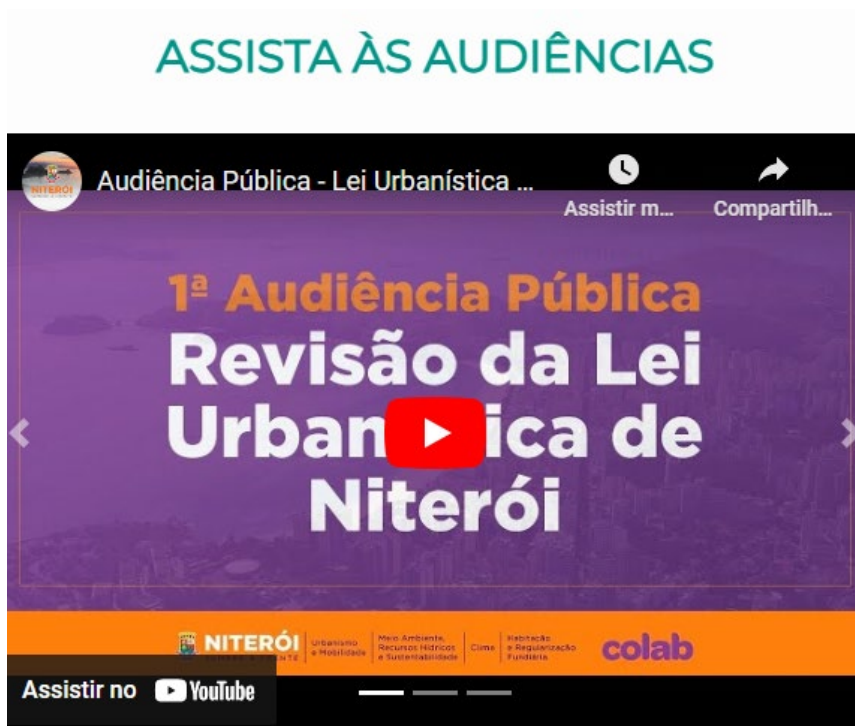 ASSISTA ÀS AUDIÊNCIAS
Audiência Pública - Lei Urbanística ...
Assistir m...
Compartilh...
1ª Audiência Pública
Revisão da Lei
Urban ica de
Niterói
NITERÓI
Urbanismo
e Mobilidade
Meio Ambiente,
Recursos Hídricos
e Sustentabilidade
Clima
Habitação
e Regularização
Fundiária
colab
Assistir no YouTube